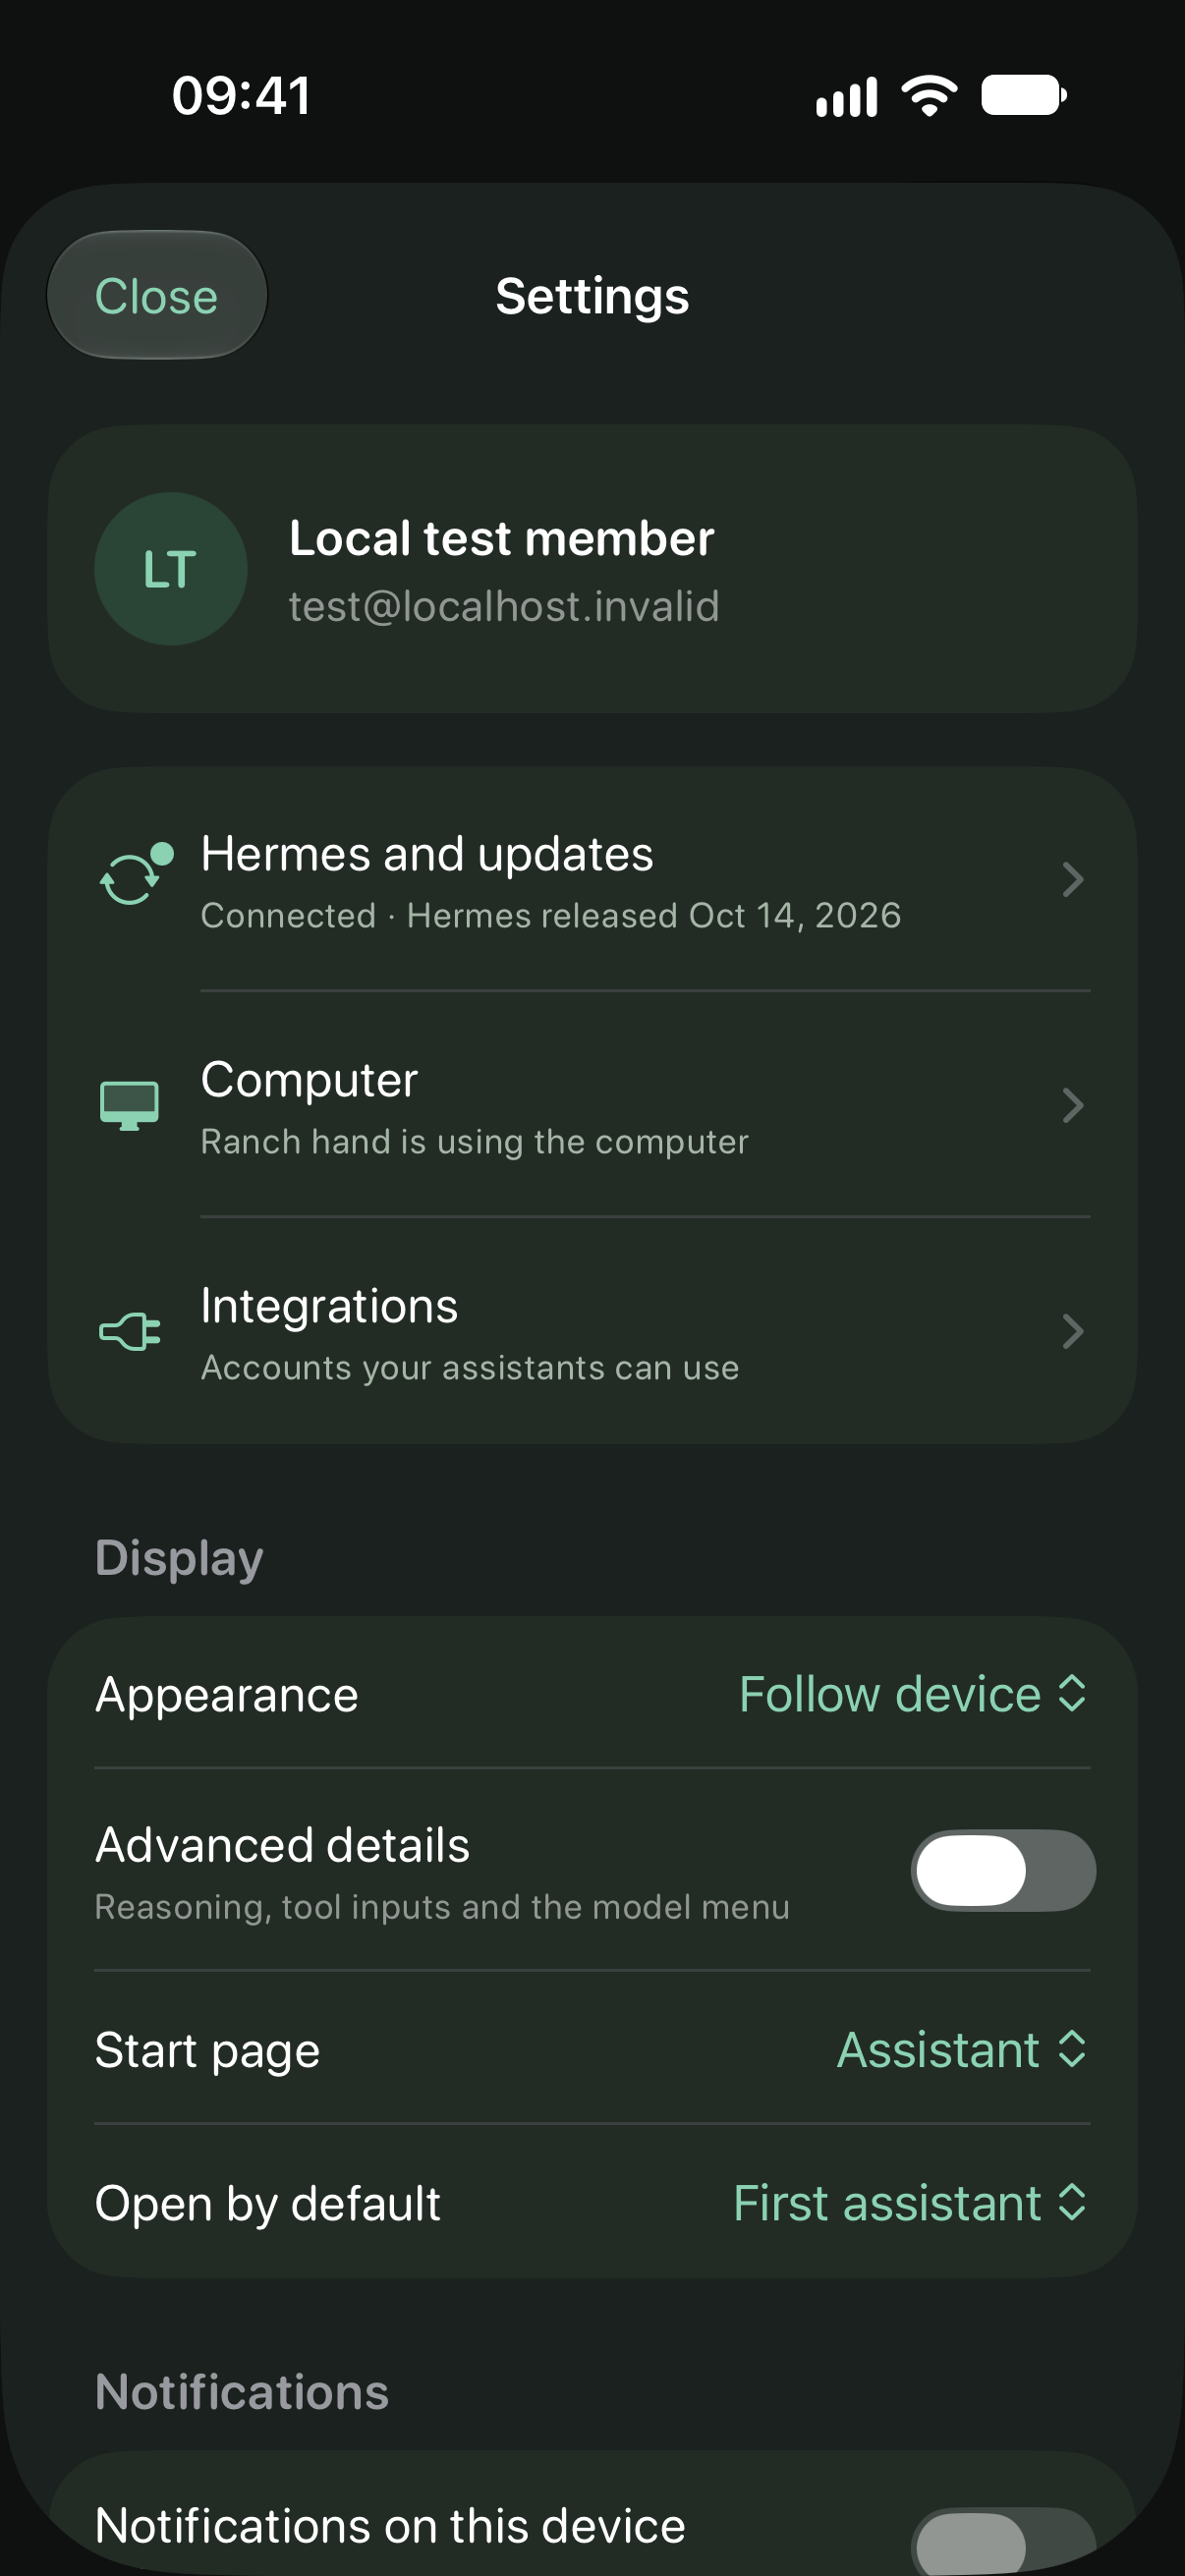 09:41
Close
Settings
LT
Local test member
test@localhost.invalid
Hermes and updates
Connected · Hermes released Oct 14, 2026
Computer
Ranch hand is using the computer
Integrations
Accounts your assistants can use
Display
Appearance
Follow device
Advanced details
Reasoning, tool inputs and the model menu
Start page
Assistant
Open by default
First assistant
Notifications
Notifications on this device